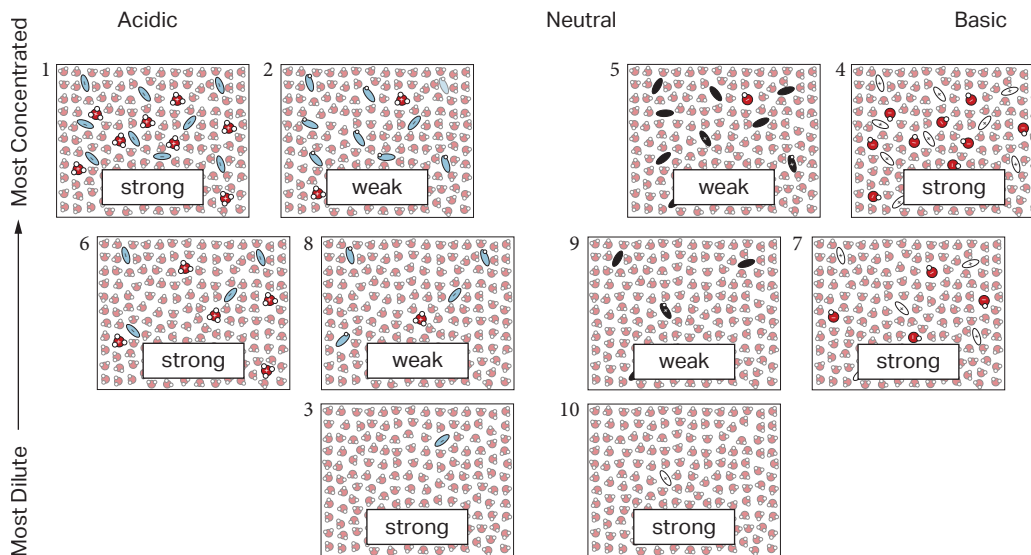 Acidic Neutral Basic
Most Concentrated
1 2 5 4
strong weak weak strong
6 8 9 7
strong weak weak strong
3 10
strong strong
Most Dilute